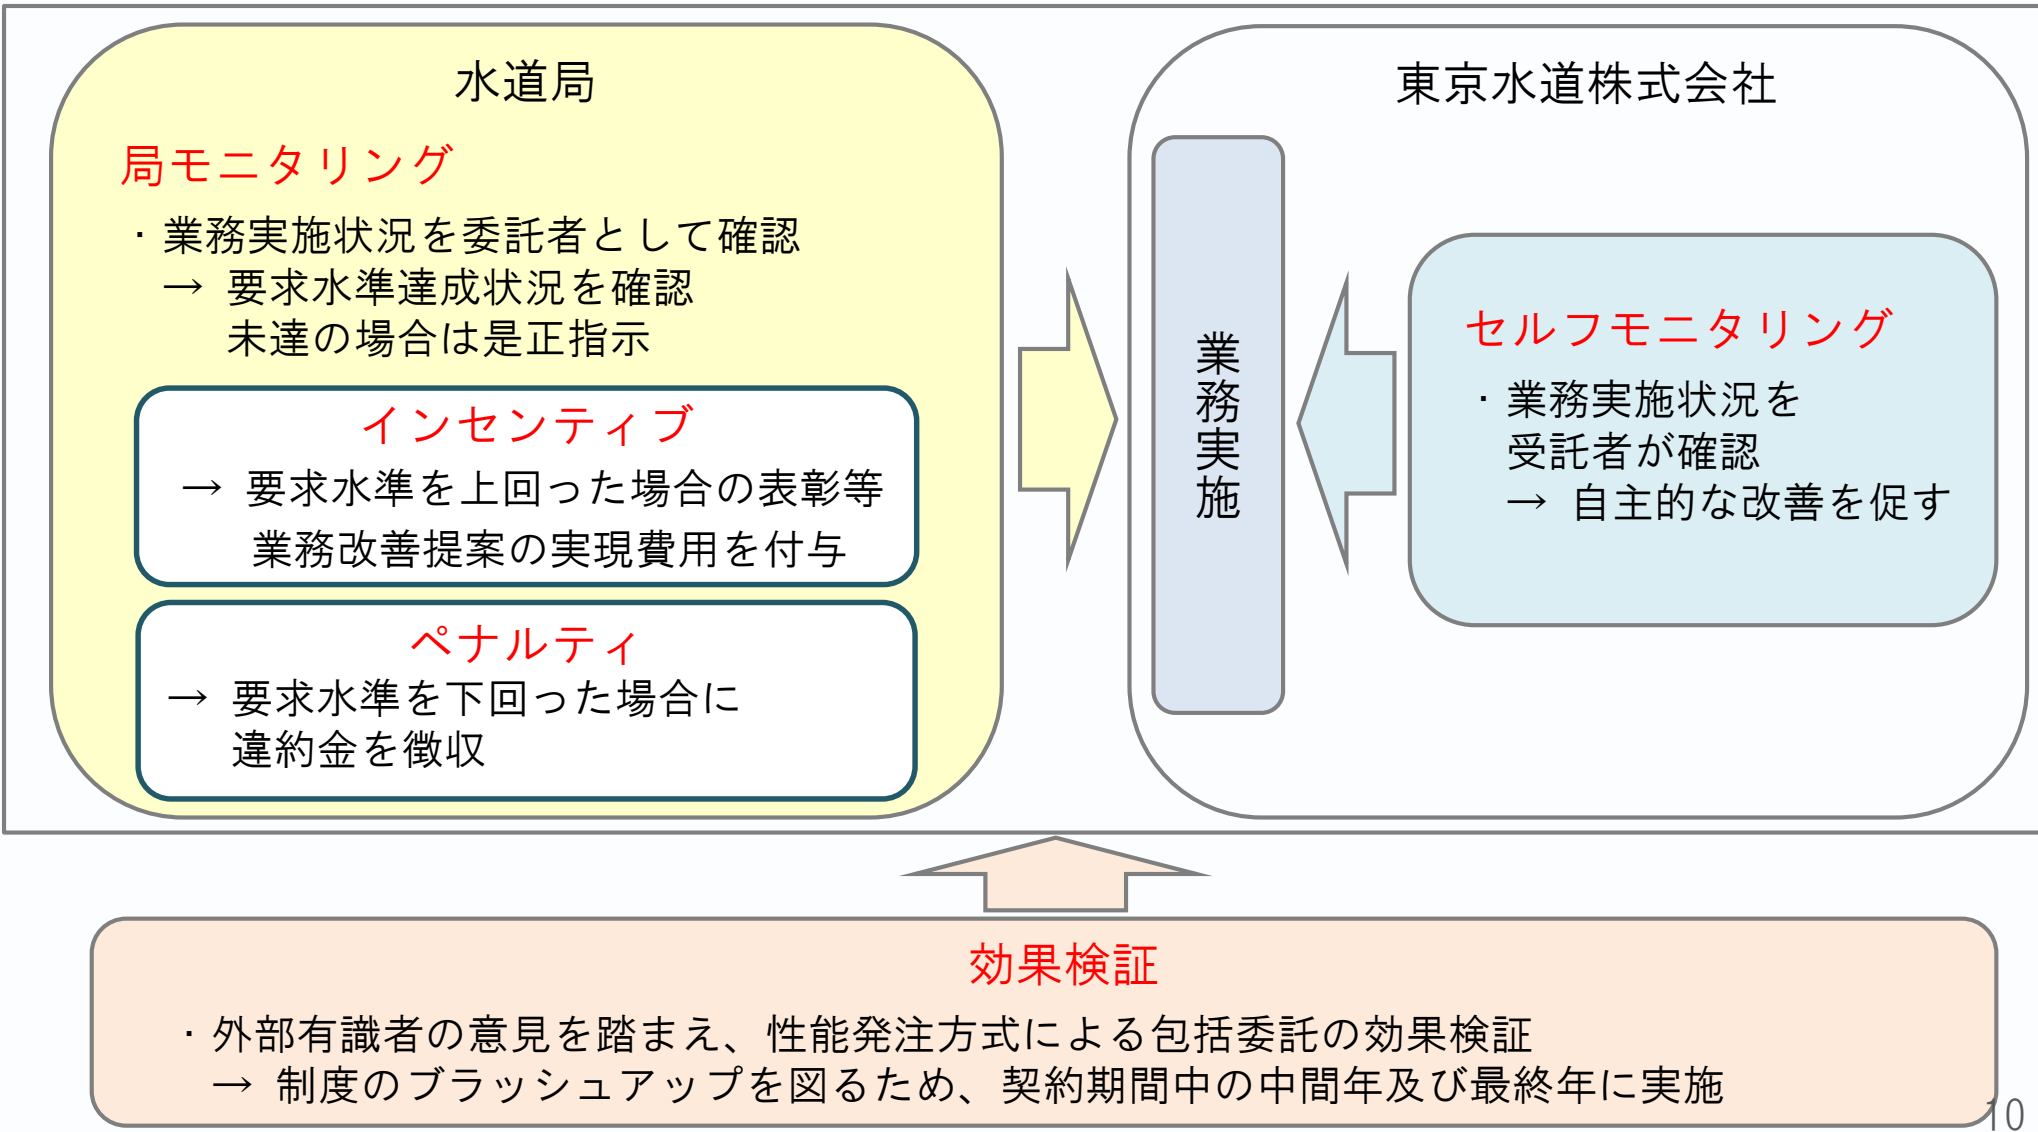 水道局
局モニタリング
・業務実施状況を委託者として確認
→ 要求水準達成状況を確認
未達の場合は是正指示
インセンティブ
→ 要求水準を上回った場合の表彰等
業務改善提案の実現費用を付与
ペナルティ
→ 要求水準を下回った場合に
違約金を徴収
東京水道株式会社
業務実施
セルフモニタリング
・業務実施状況を
受託者が確認
→ 自主的な改善を促す
効果検証
・外部有識者の意見を踏まえ、性能発注方式による包括委託の効果検証
→ 制度のブラッシュアップを図るため、契約期間中の中間年及び最終年に実施
10